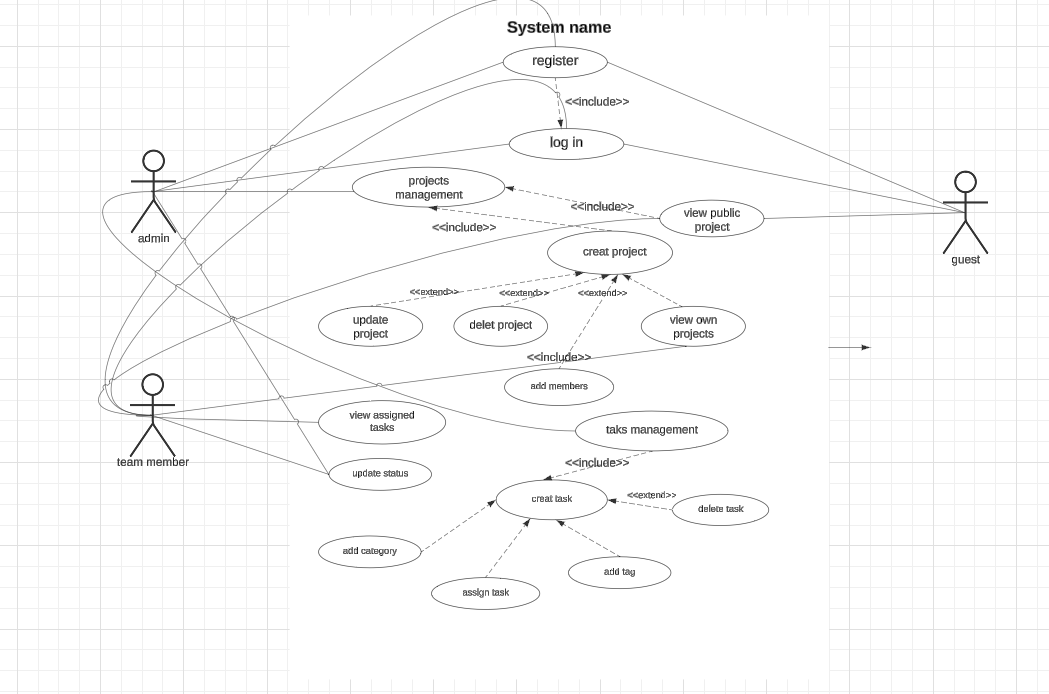 System name
register
<<include>>
log in
projects
management
<<include>>
view public
project
<<include>>
admin
creat project
guest
<<extend>>
<<extend>>
<<extend>>
update
project
delet project
view own
projects
<<include>>
add members
view assigned
tasks
taks management
team member
<<include>>
update status
creat task
<<extend>>
delete task
add category
add tag
assign task